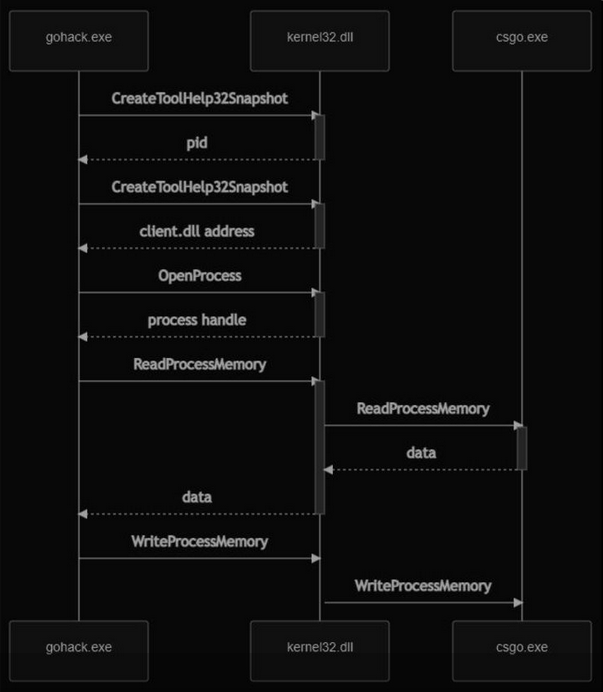 gohack.exe
kernel32.dll
csgo.exe
CreateToolHelp32Snapshot
pid
CreateToolHelp32Snapshot
client.dll address
OpenProcess
process handle
ReadProcessMemory
ReadProcessMemory
data
data
WriteProcessMemory
WriteProcessMemory
gohack.exe
kernel32.dll
csgo.exe